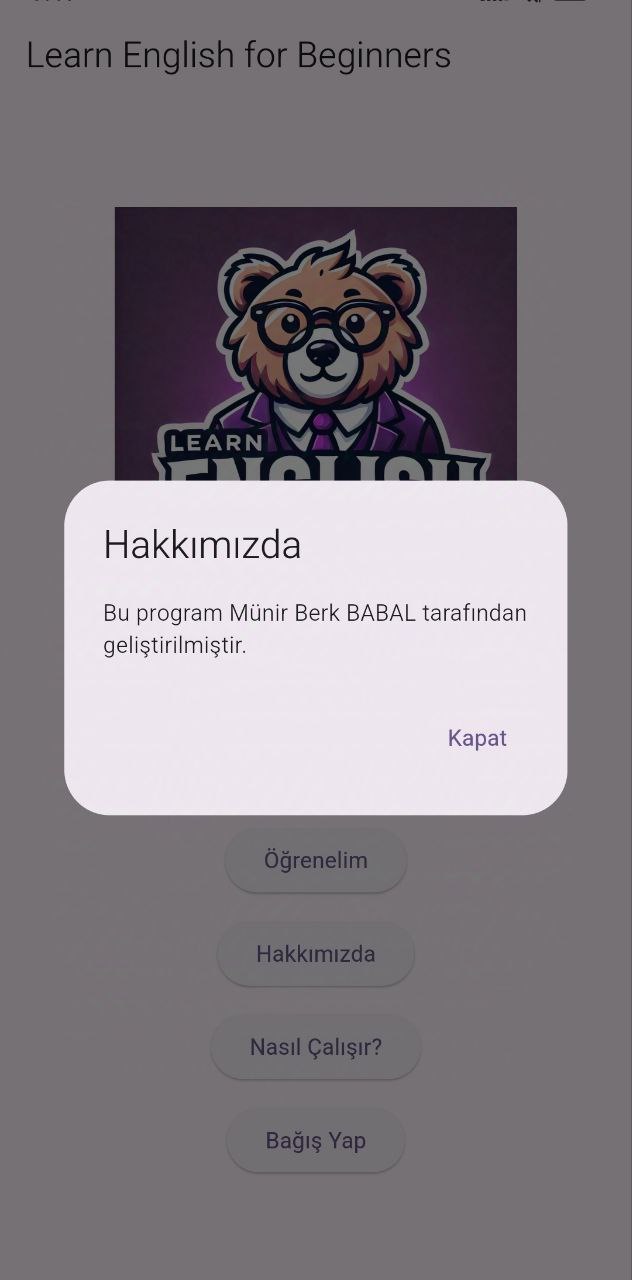 Learn English for Beginners
LEARN
ENGLISH
Hakkımızda
Bu program Münir Berk BABAL tarafından
geliştirilmiştir.
Kapat
Öğrenelim
Hakkımızda
Nasıl Çalışır?
Bağış Yap